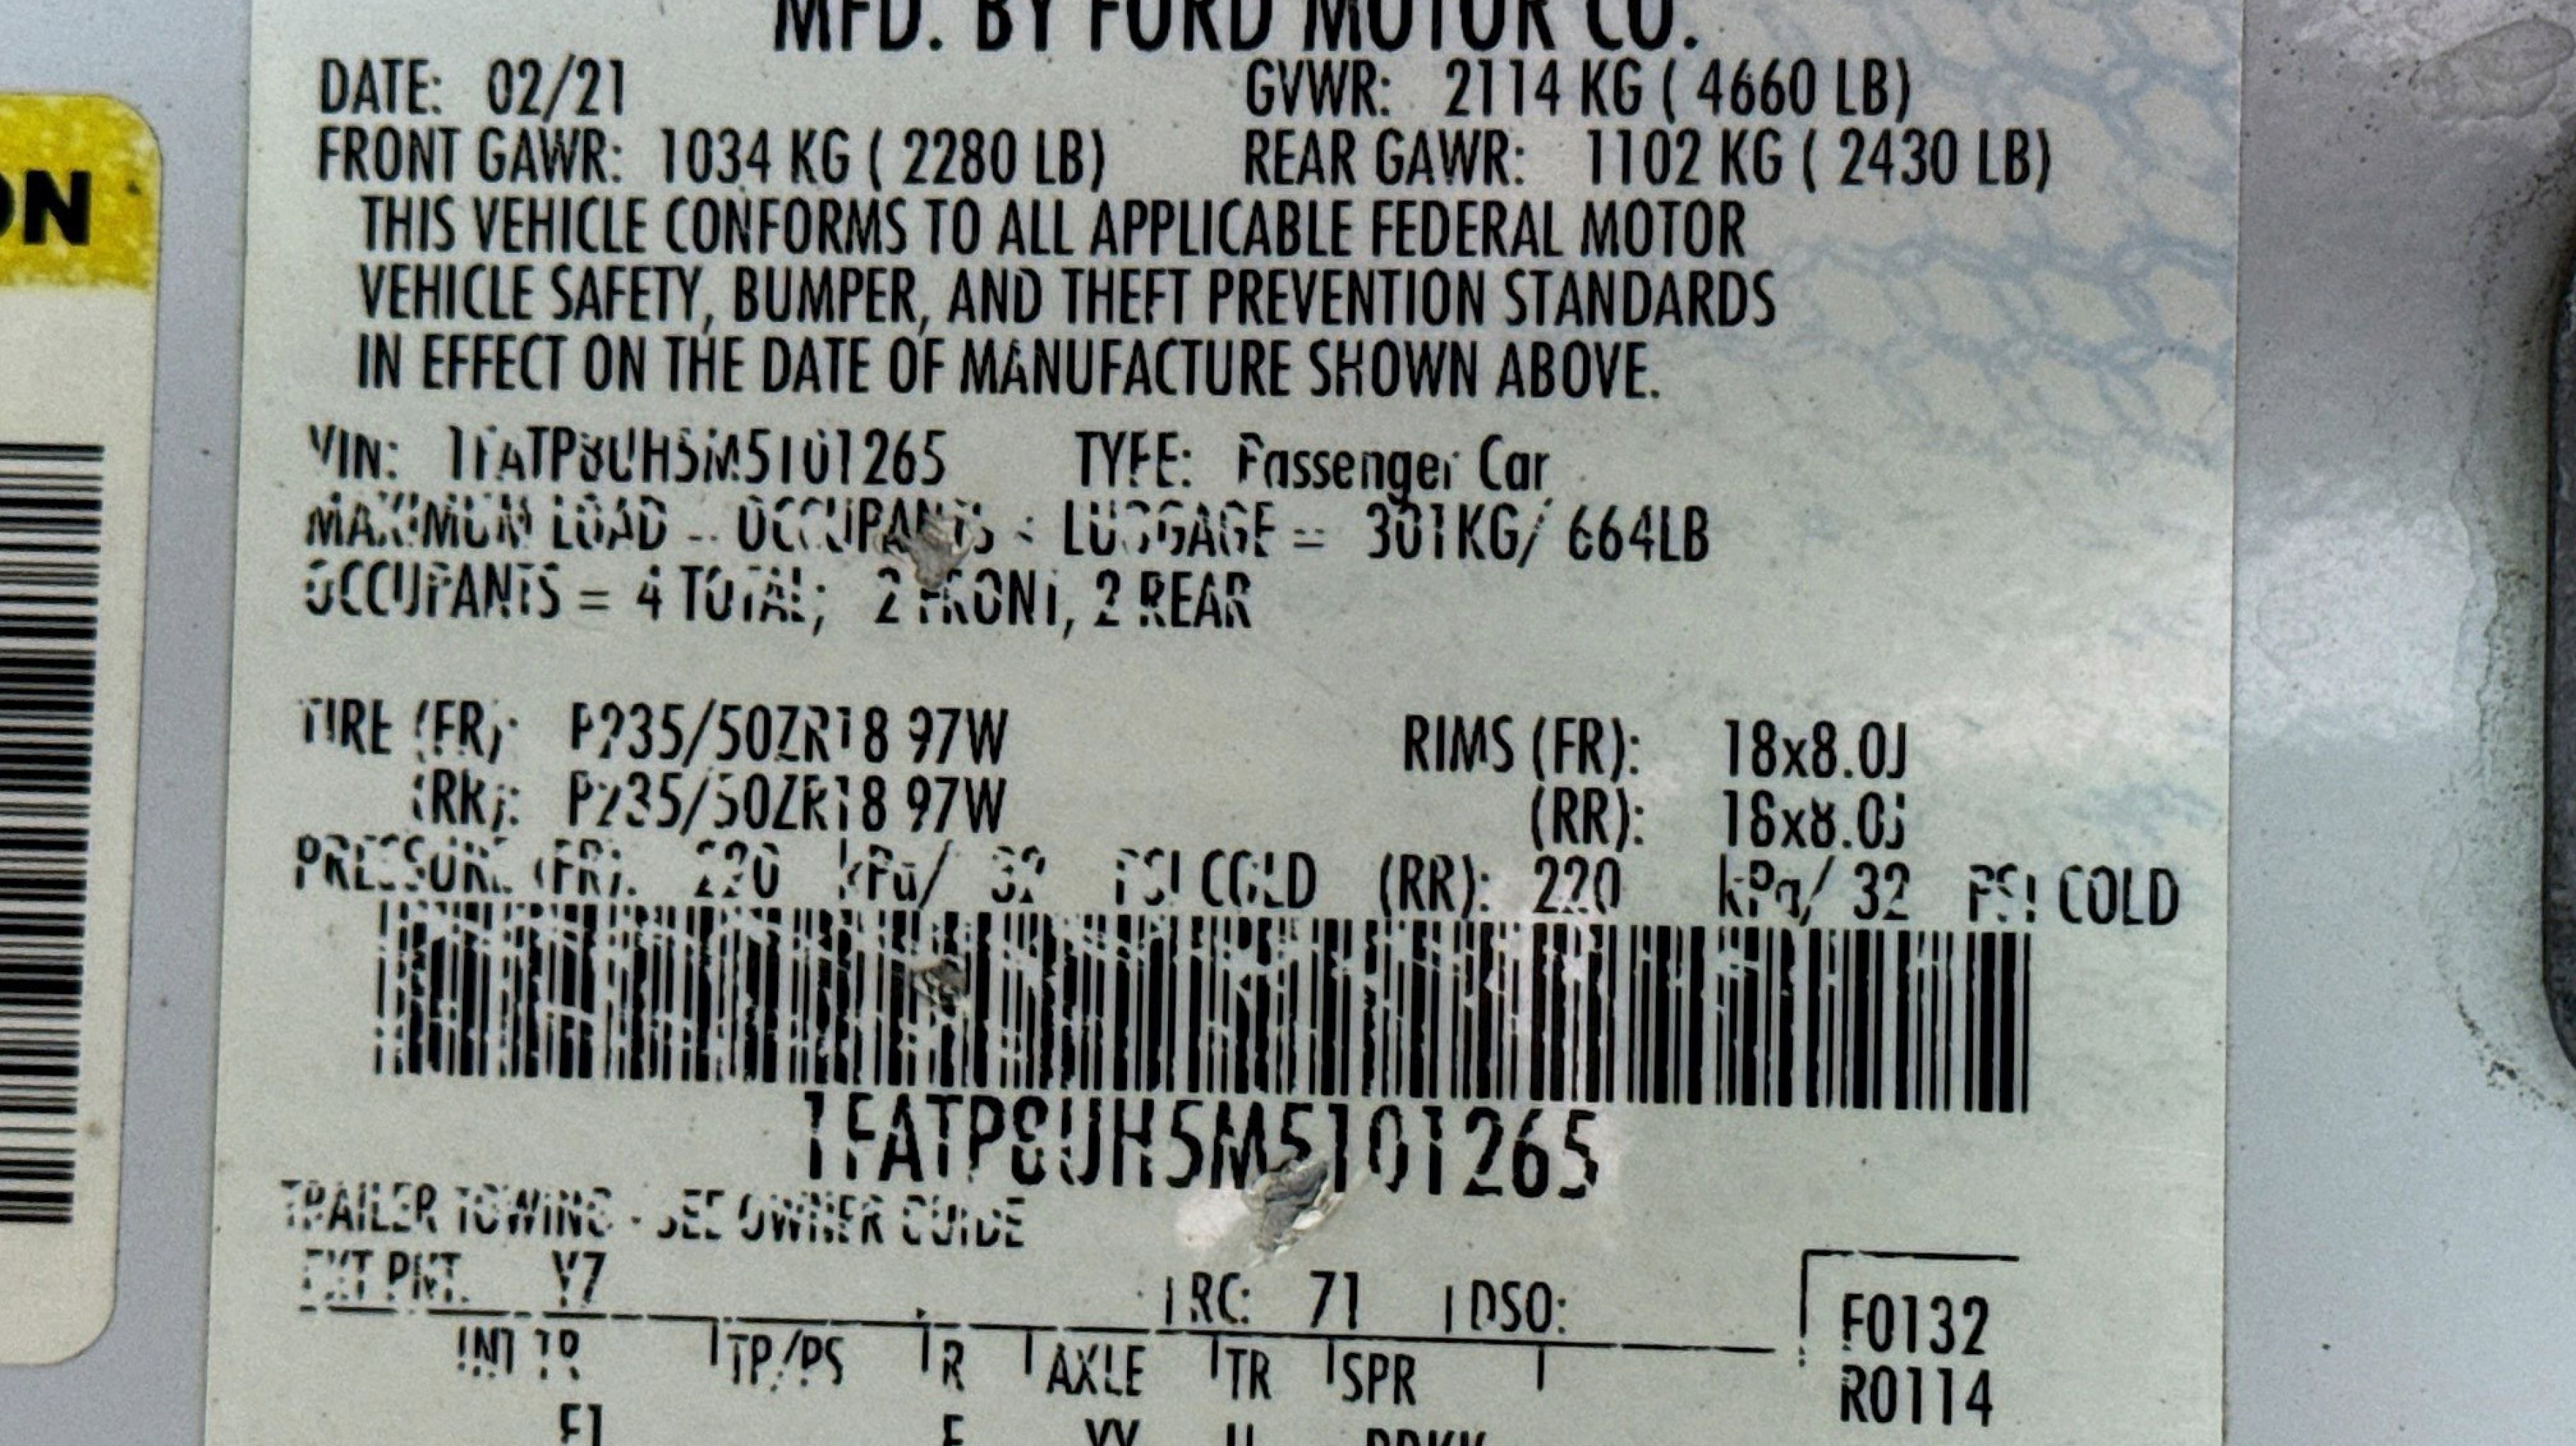 MFD. BY FORD MOTOR CO.
DATE: 02/21 GVWR: 2114 KG ( 4660 LB)
FRONT GAWR: 1034 KG ( 2280 LB) REAR GAWR: 1102 KG ( 2430 LB)
THIS VEHICLE CONFORMS TO ALL APPLICABLE FEDERAL MOTOR
VEHICLE SAFETY, BUMPER, AND THEFT PREVENTION STANDARDS
IN EFFECT ON THE DATE OF MANUFACTURE SHOWN ABOVE.
VIN: 1FATP8UH5M5101265 TYPE: Passenger Car
MAXIMUM LOAD - OCCUPANTS + LUGGAGE = 301KG/ 664LB
OCCUPANTS = 4 TOTAL; 2 FRONT, 2 REAR
TIRE (FR): P235/50ZR18 97W RIMS (FR): 18x8.0J
(RR): P235/50ZR18 97W (RR): 18x8.0J
PRESSURE (FR): 220 kPa/ 32 PSI COLD (RR): 220 kPa/ 32 PSI COLD
1FATP8UH5M5101265
TRAILER TOWING - SEE OWNER GUIDE
EXT PNT: RC: 71 DSO:
F0132
INT TR TP/PS R AXLE TR SPR
R0114